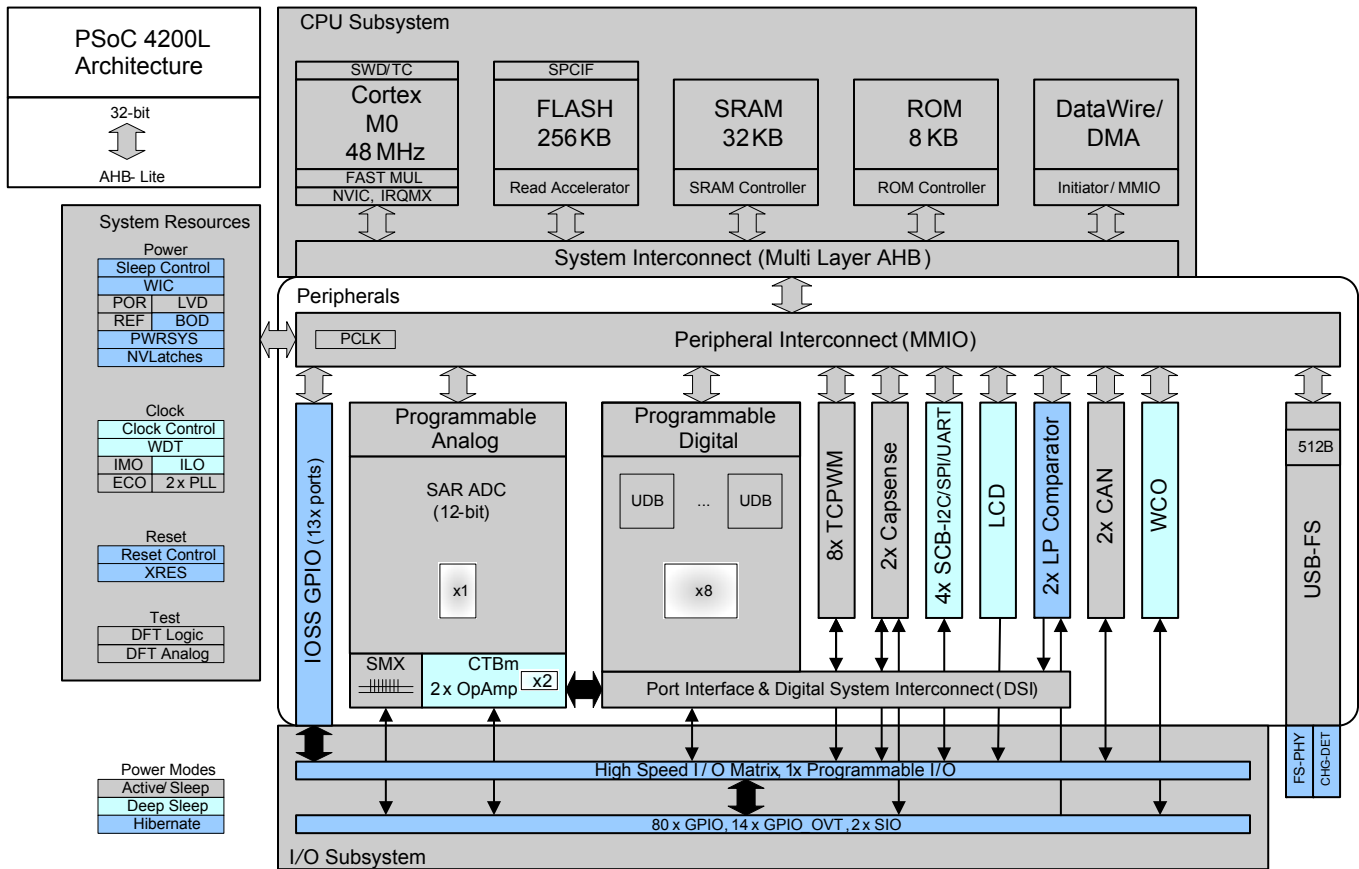 PSoC 4200L
Architecture
32-bit
AHB- Lite
CPU Subsystem
SWD/TC
Cortex
M0
48 MHz
FAST MUL
NVIC, IRQMX
SPCIF
FLASH
256 KB
Read Accelerator
SRAM
32 KB
SRAM Controller
ROM
8 KB
ROM Controller
DataWire/
DMA
Initiator/ MMIO
System Interconnect (Multi Layer AHB)
System Resources
Power
Sleep Control
WIC
POR LVD
REF BOD
PWRSYS
NVLatches
Clock
Clock Control
WDT
IMO ILO
ECO 2x PLL
Reset
Reset Control
XRES
Test
DFT Logic
DFT Analog
Peripherals
PCLK
Peripheral Interconnect (MMIO)
IOSS GPIO (13x ports)
Programmable
Analog
SAR ADC
(12-bit)
x1
SMX
CTBm
2x OpAmp
x2
Programmable
Digital
UDB ... UDB
x8
8x TCPWM
2x Capsense
4x SCB-I2C/SPI/UART
LCD
2x LP Comparator
2x CAN
WCO
512B
USB-FS
FS-PHY
CHG-DET
Port Interface & Digital System Interconnect (DSI)
High Speed I / O Matrix, 1x Programmable I/O
80 x GPIO, 14 x GPIO OVT, 2 x SIO
I/O Subsystem
Power Modes
Active/ Sleep
Deep Sleep
Hibernate